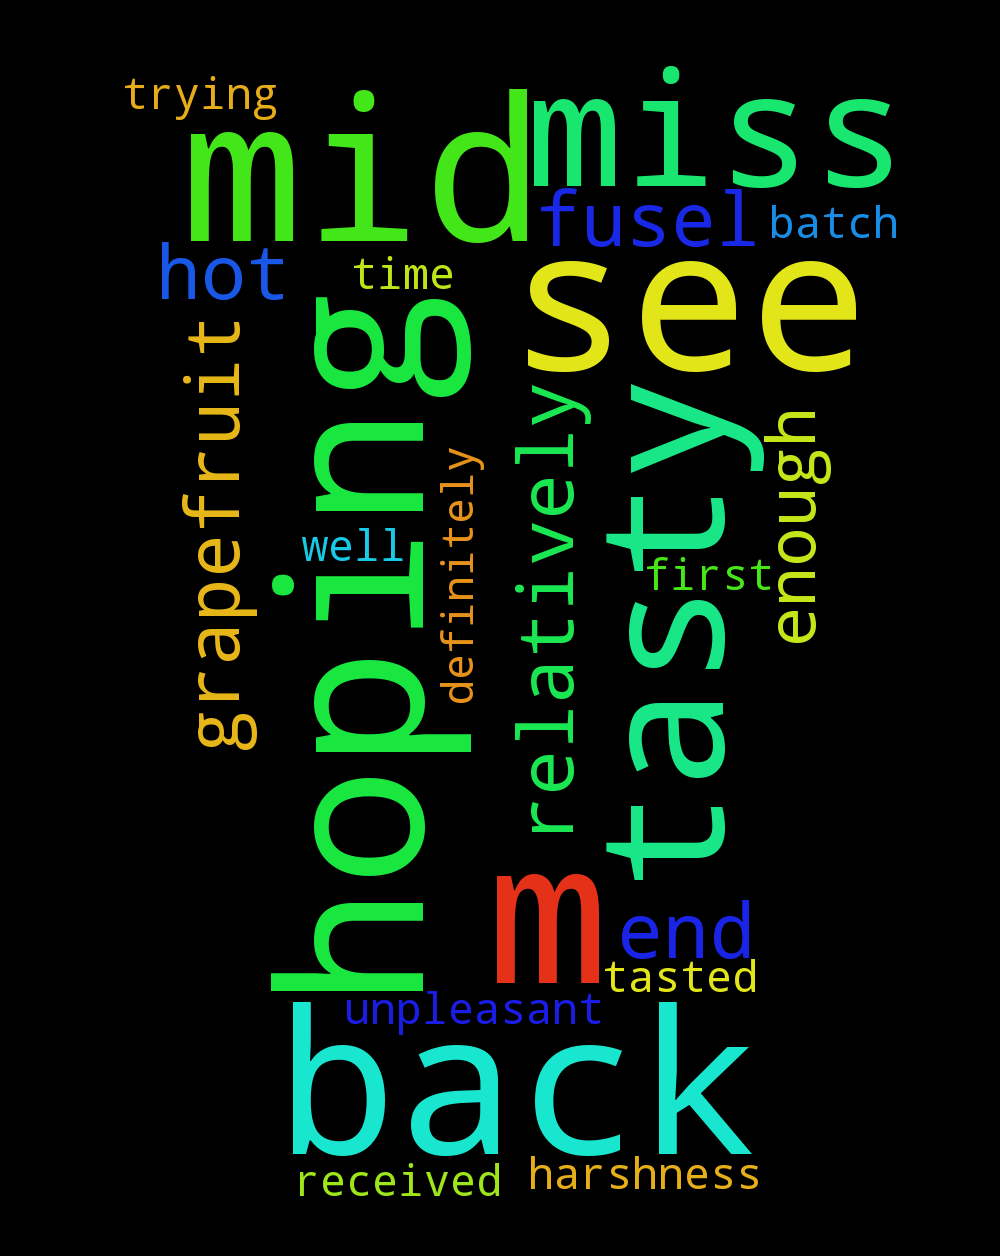 trying
mid
miss
fusel
batch
hot
time
see
grapefruit
hoping
well
definitely
relatively
tasty
first
enough
m
end
tasted
unpleasant
back
received
harshness